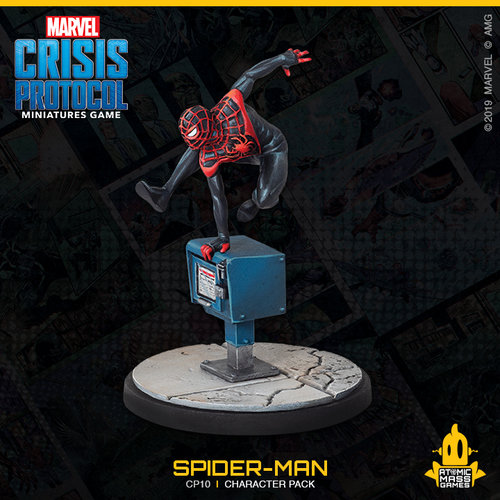 MARVEL
CRISIS
PROTOCOL
MINIATURES GAME
©2019 MARVEL © AMG
SPIDER-MAN
CP10 | CHARACTER PACK
ATOMIC
MASS
GAMES